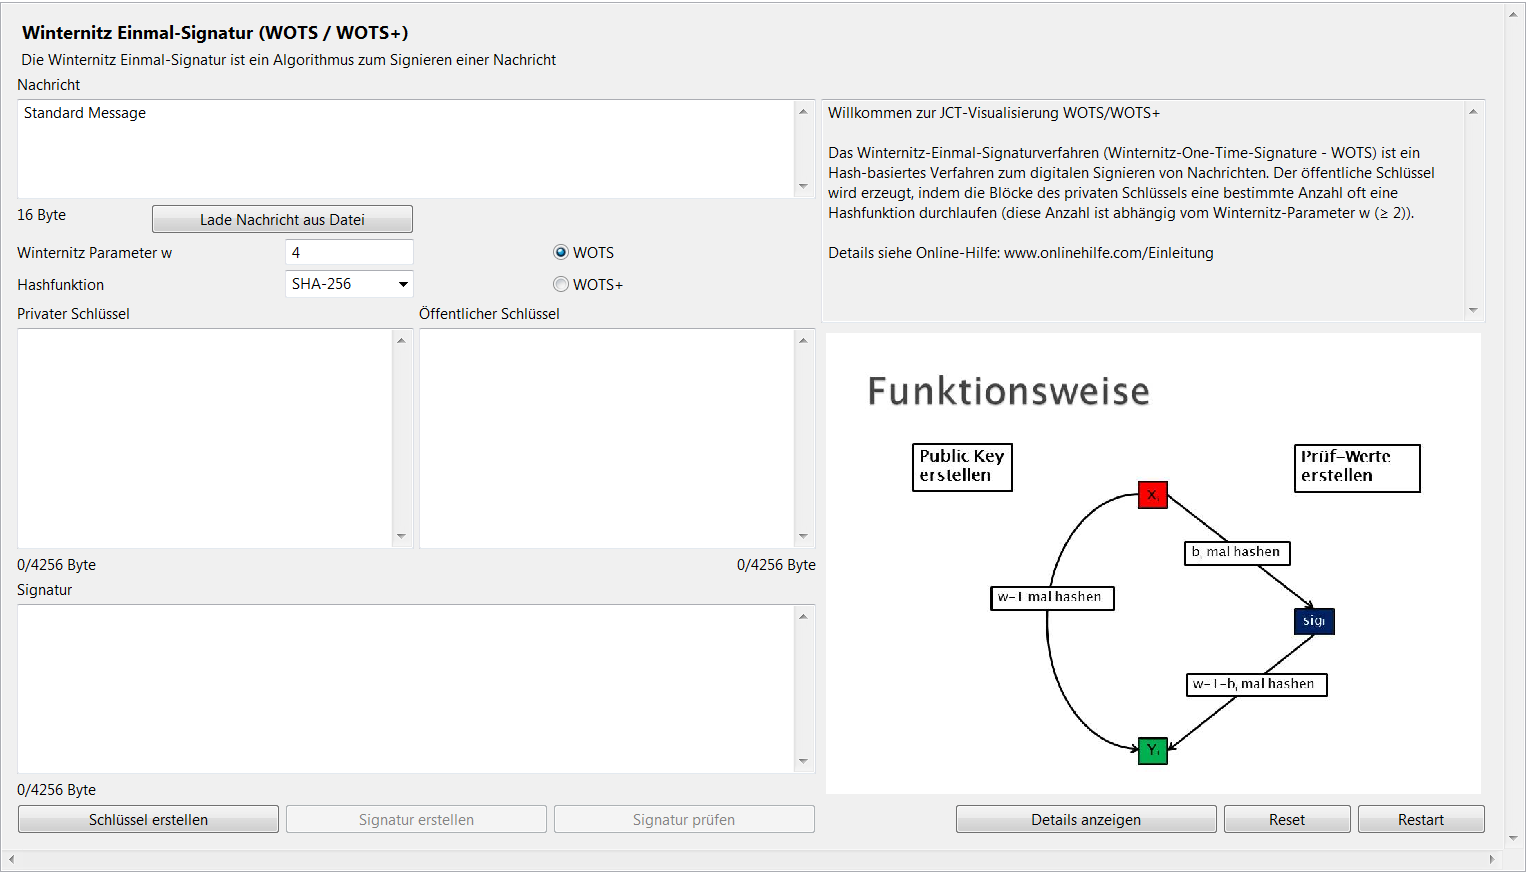 Winternitz Einmal-Signatur (WOTS / WOTS+)
Die Winternitz Einmal-Signatur ist ein Algorithmus zum Signieren einer Nachricht
Nachricht
Standard Message
16 Byte
Lade Nachricht aus Datei
Winternitz Parameter w
4
WOTS
Hashfunktion
SHA-256
WOTS+
Privater Schlüssel
Öffentlicher Schlüssel
0/4256 Byte
0/4256 Byte
Signatur
0/4256 Byte
Schlüssel erstellen
Signatur erstellen
Signatur prüfen
Willkommen zur JCT-Visualisierung WOTS/WOTS+
Das Winternitz-Einmal-Signaturverfahren (Winternitz-One-Time-Signature - WOTS) ist ein
Hash-basiertes Verfahren zum digitalen Signieren von Nachrichten. Der öffentliche Schlüssel
wird erzeugt, indem die Blöcke des privaten Schlüssels eine bestimmte Anzahl oft eine
Hashfunktion durchlaufen (diese Anzahl ist abhängig vom Winternitz-Parameter w (≥ 2)).
Details siehe Online-Hilfe: www.onlinehilfe.com/Einleitung
Funktionsweise
Public Key
erstellen
Prüf-Werte
erstellen
Xᵢ
bᵢ mal hashen
w-1 mal hashen
sigᵢ
w-1-bᵢ mal hashen
Yᵢ
Details anzeigen
Reset
Restart